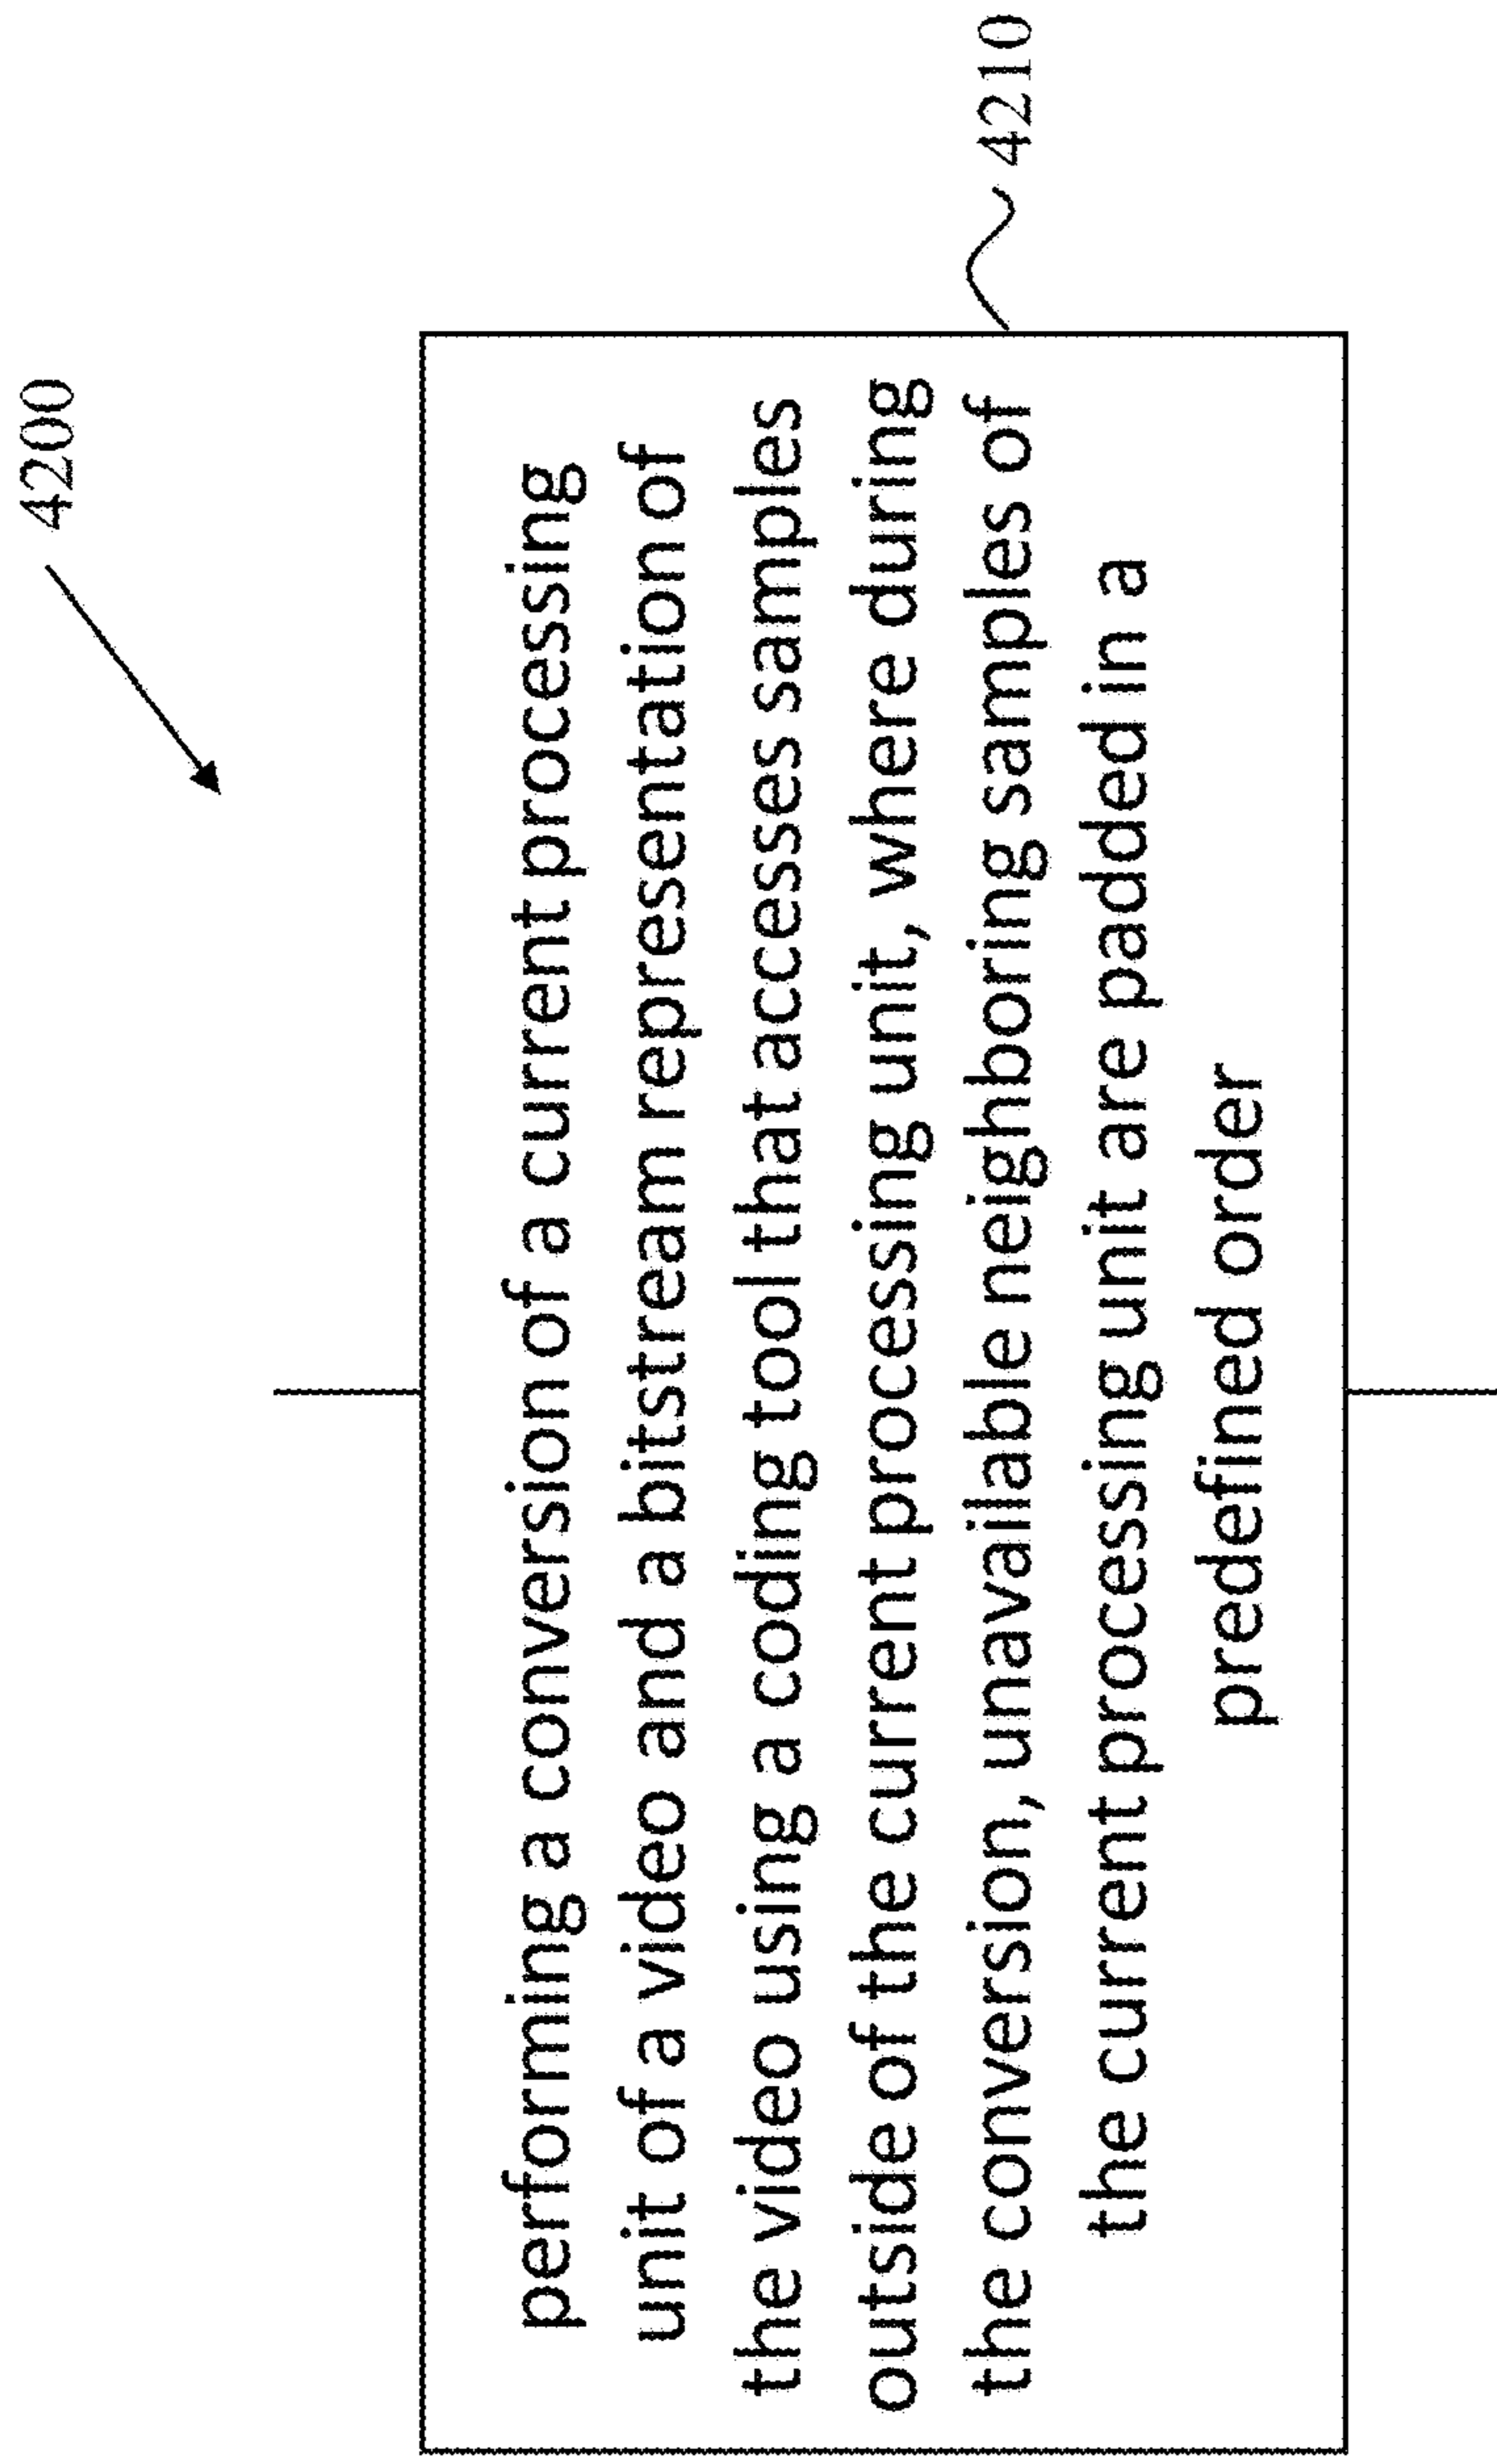 4200
performing a conversion of a current processing
unit of a video and a bitstream representation of
the video using a coding tool that accesses samples
outside of the current processing unit, where during
the conversion, unavailable neighboring samples of
the current processing unit are padded in a
predefined order
4210